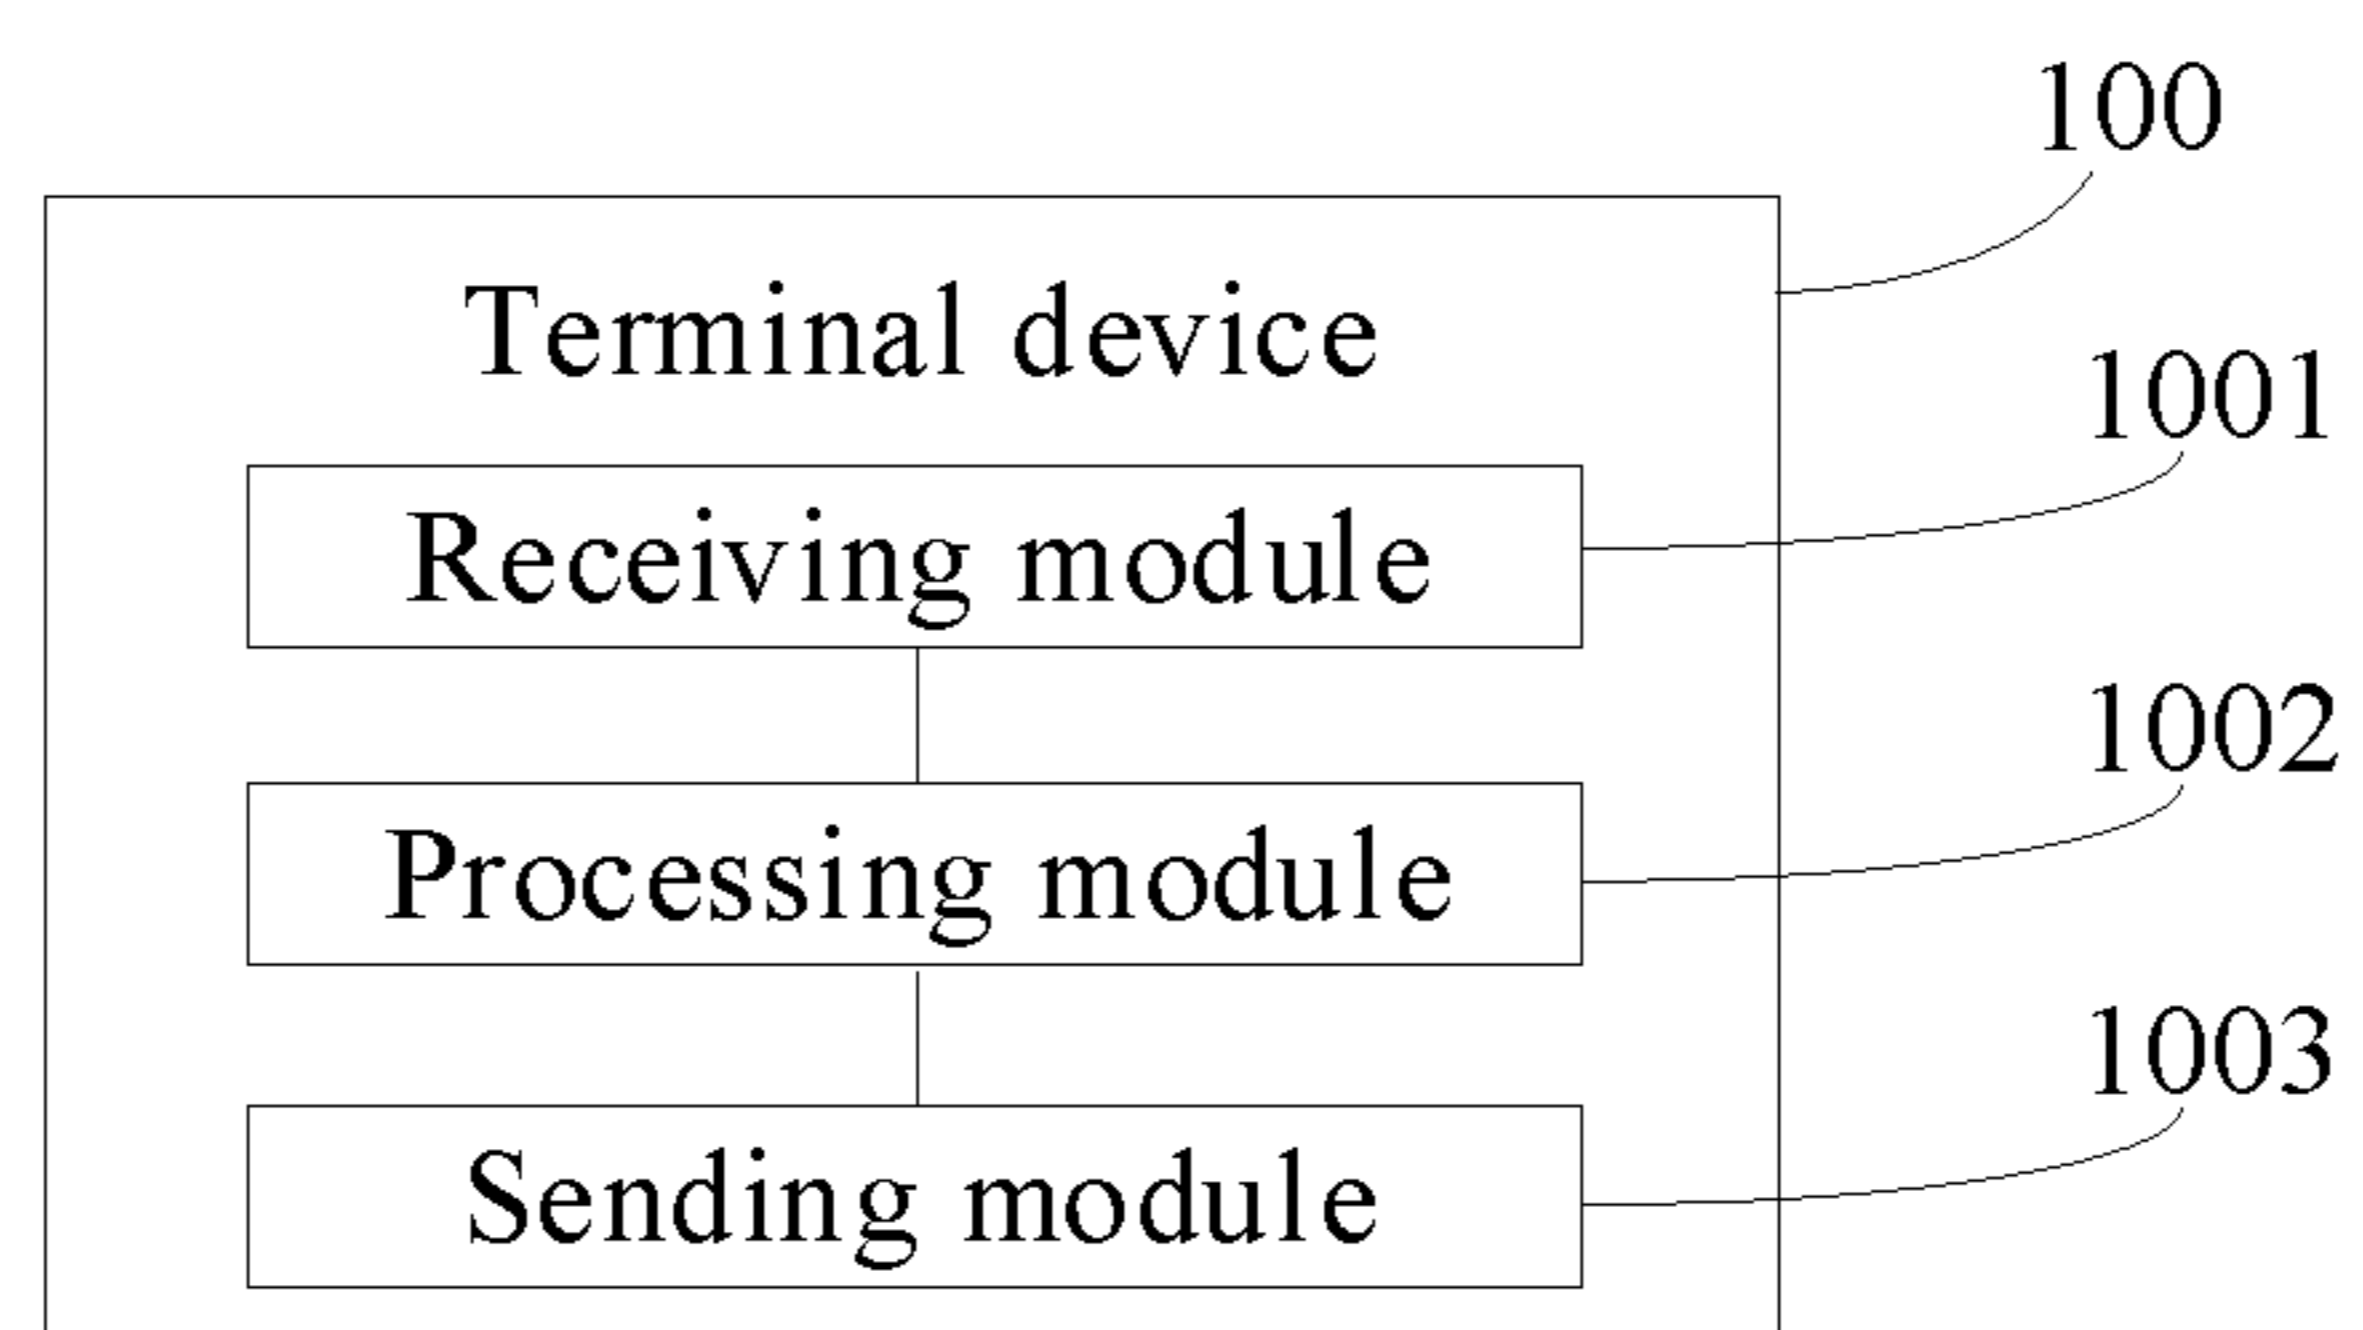 100
Terminal device
1001
Receiving module
1002
Processing module
1003
Sending module